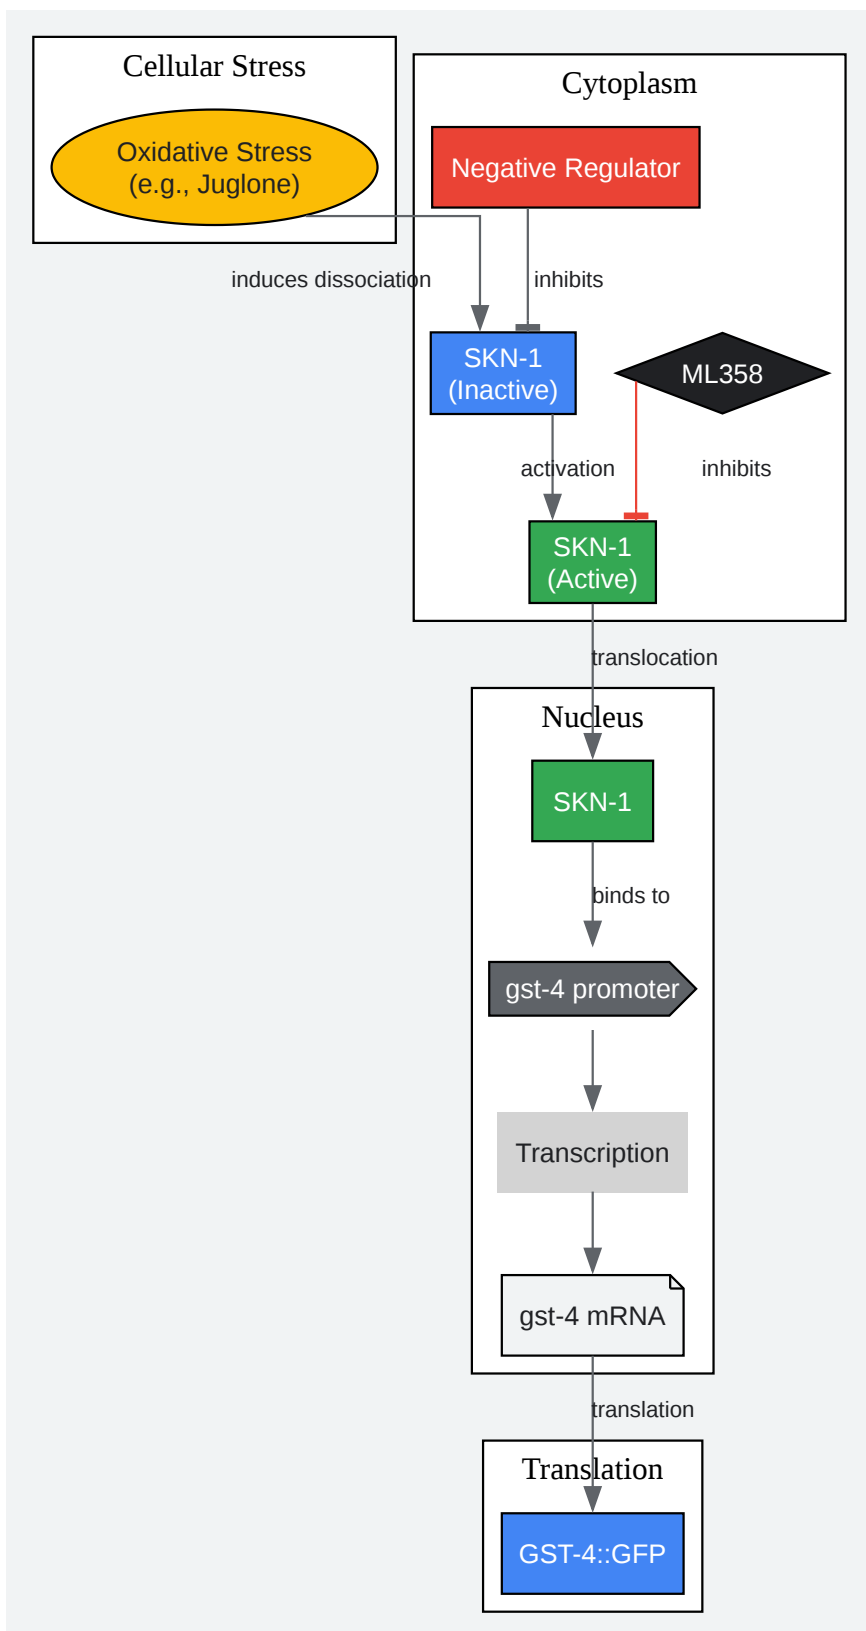 Cellular Stress
Oxidative Stress
(e.g., Juglone)
Cytoplasm
Negative Regulator
induces dissociation
inhibits
SKN-1
(Inactive)
ML358
activation
inhibits
SKN-1
(Active)
translocation
Nucleus
SKN-1
binds to
gst-4 promoter
Transcription
gst-4 mRNA
translation
Translation
GST-4::GFP